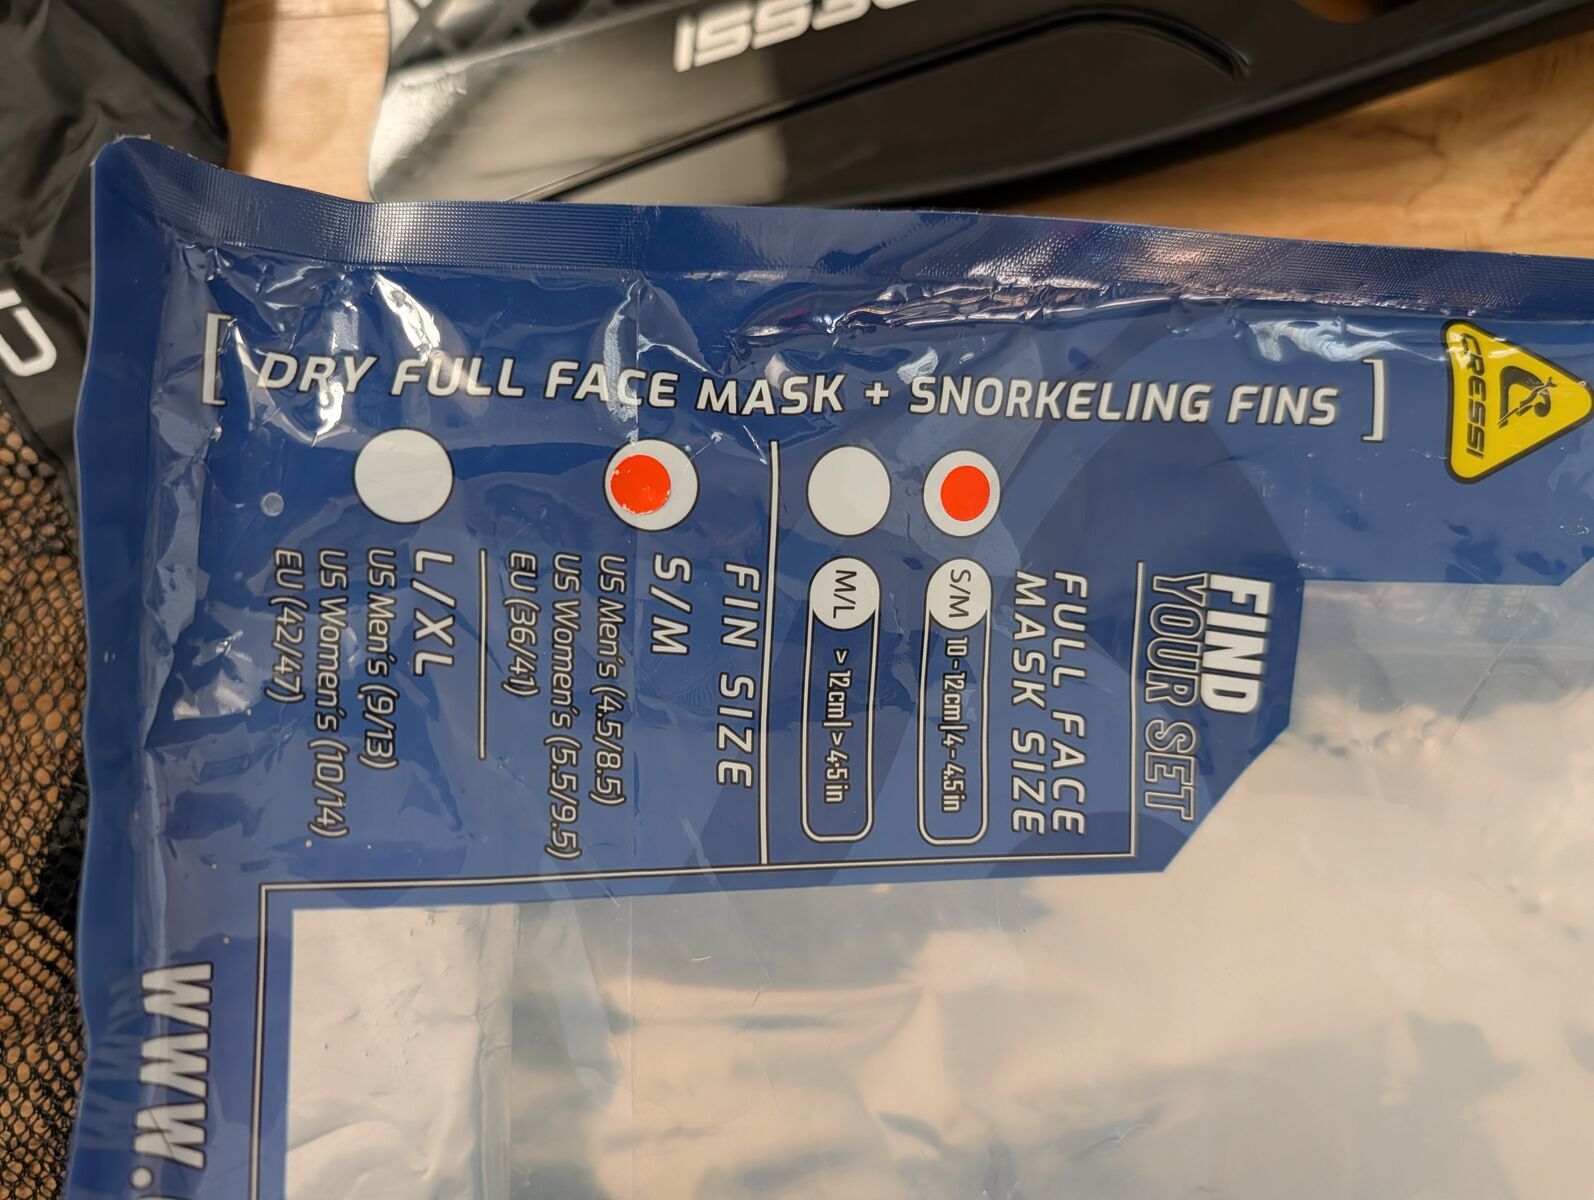 CRESSI
[ DRY FULL FACE MASK + SNORKELING FINS ]
CRESSI
FIND
YOUR SET
FULL FACE
MASK SIZE
S/M 10-12cm | 4-4.5in
M/L > 12cm | > 4.5in
FIN SIZE
S/M
US Men's (4.5/8.5)
US Women's (5.5/9.5)
EU (36/41)
L/XL
US Men's (9/13)
US Women's (10/14)
EU (42/47)
WWW.